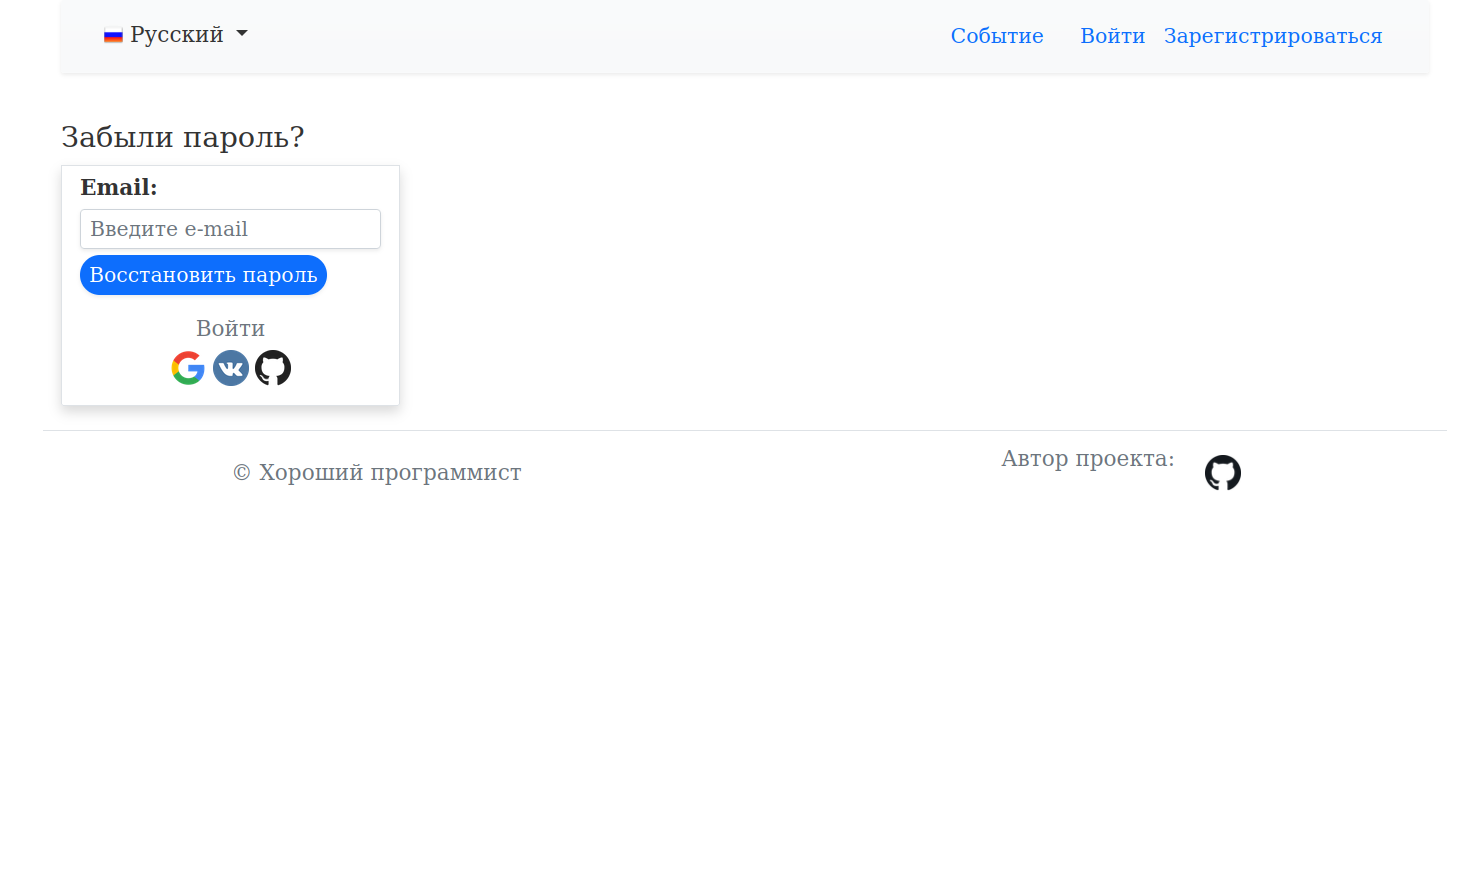 Русский
Событие Войти Зарегистрироваться
Забыли пароль?
Email:
Введите e-mail
Восстановить пароль
Войти
© Хороший программист
Автор проекта: